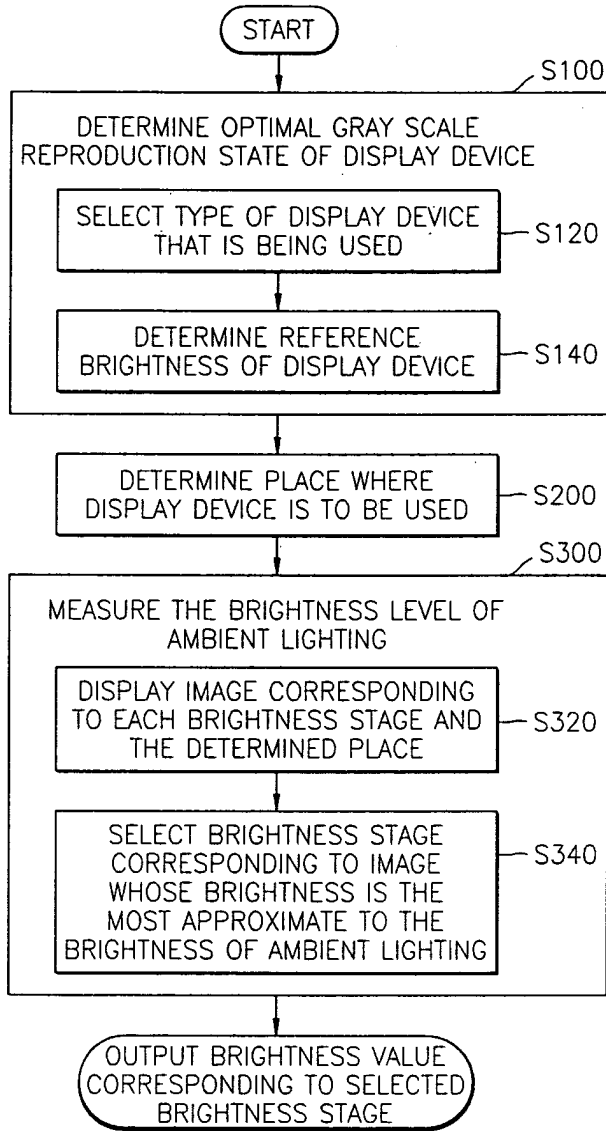 START
S100
DETERMINE OPTIMAL GRAY SCALE
REPRODUCTION STATE OF DISPLAY DEVICE
SELECT TYPE OF DISPLAY DEVICE
THAT IS BEING USED
S120
DETERMINE REFERENCE
BRIGHTNESS OF DISPLAY DEVICE
S140
DETERMINE PLACE WHERE
DISPLAY DEVICE IS TO BE USED
S200
S300
MEASURE THE BRIGHTNESS LEVEL OF
AMBIENT LIGHTING
DISPLAY IMAGE CORRESPONDING
TO EACH BRIGHTNESS STAGE AND
THE DETERMINED PLACE
S320
SELECT BRIGHTNESS STAGE
CORRESPONDING TO IMAGE
WHOSE BRIGHTNESS IS THE
MOST APPROXIMATE TO THE
BRIGHTNESS OF AMBIENT LIGHTING
S340
OUTPUT BRIGHTNESS VALUE
CORRESPONDING TO SELECTED
BRIGHTNESS STAGE